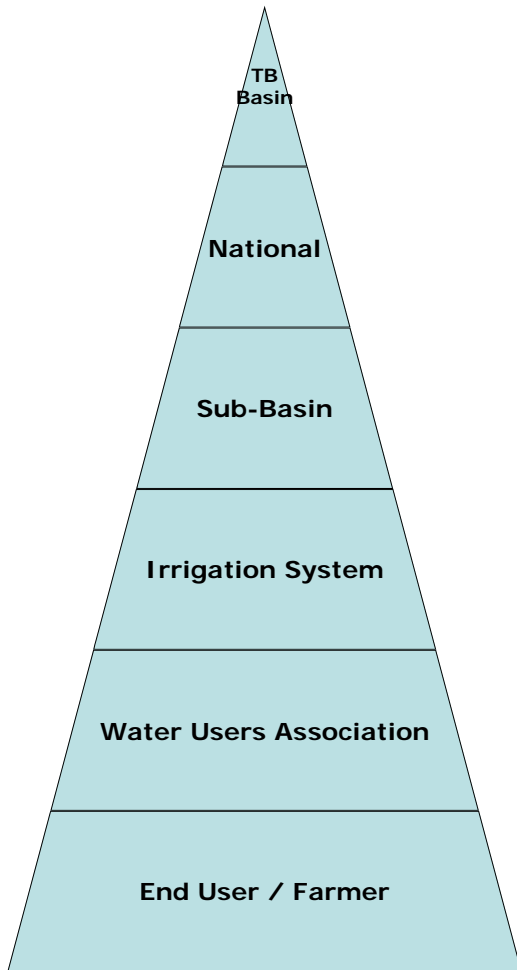 TB
Basin
National
Sub-Basin
Irrigation System
Water Users Association
End User / Farmer